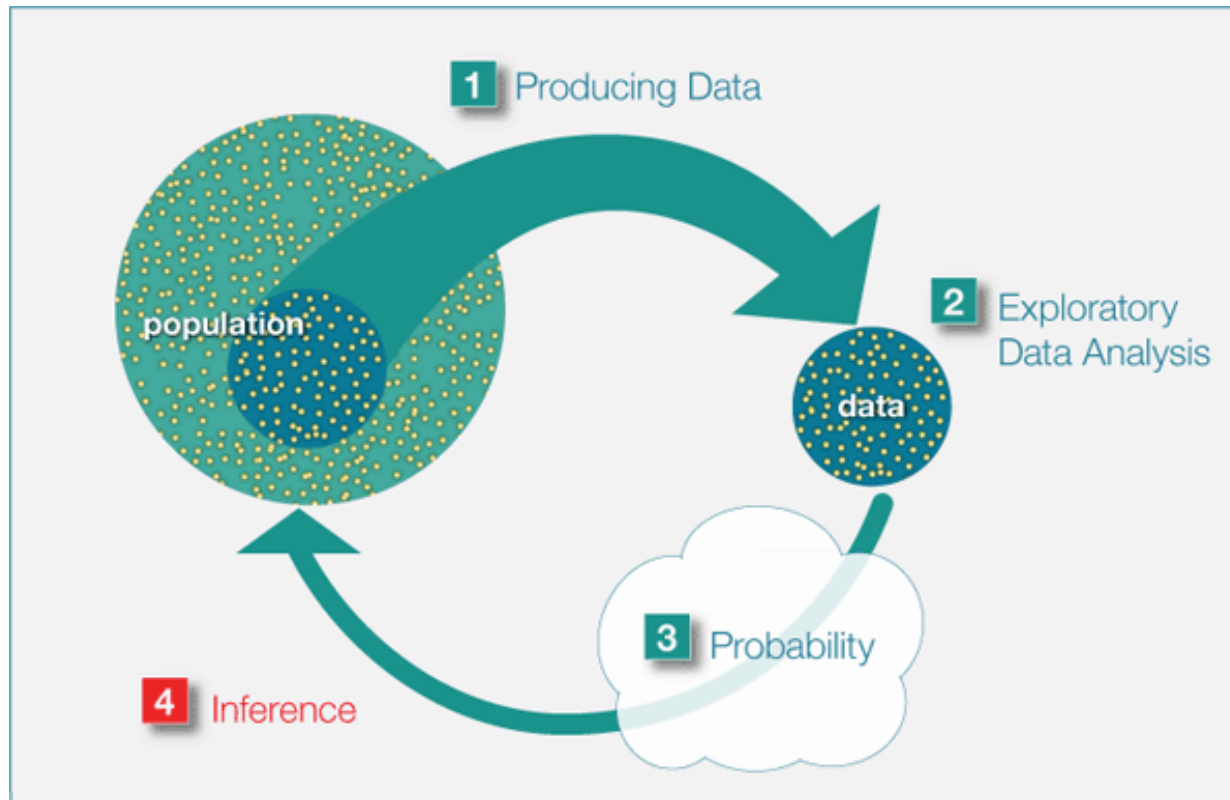 1 Producing Data
population
2 Exploratory
Data Analysis
data
3 Probability
4 Inference